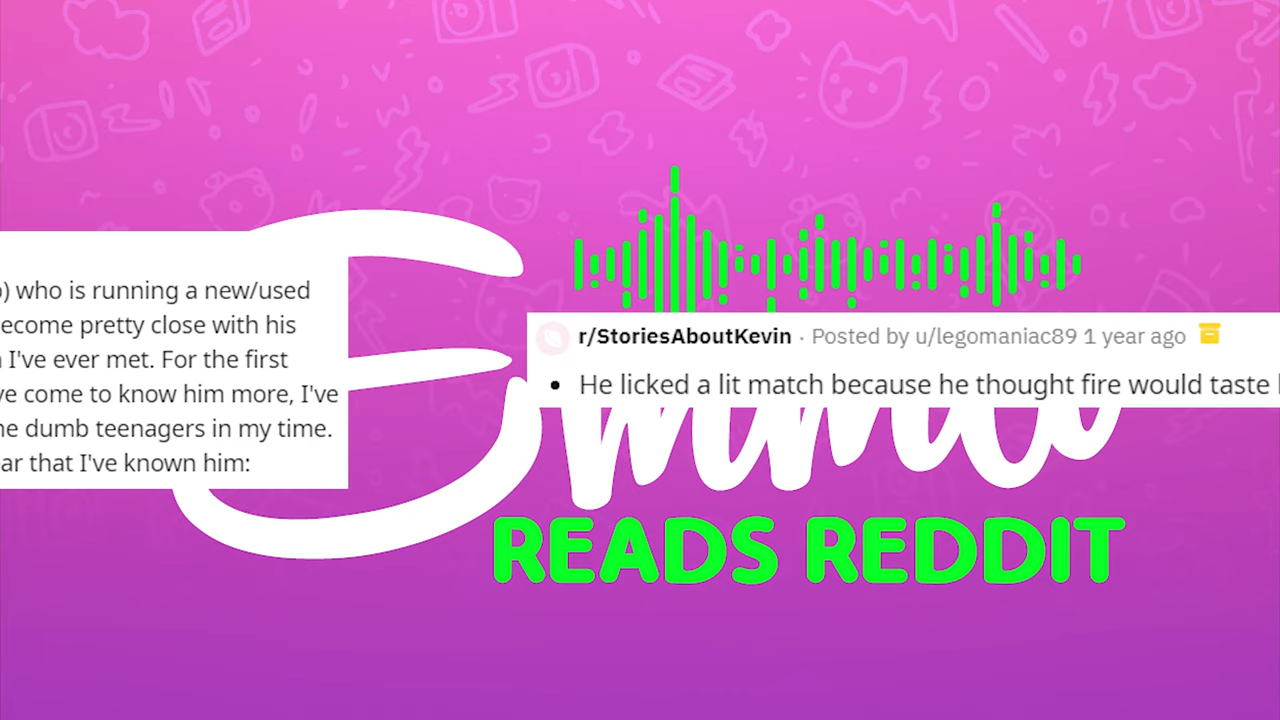 o) who is running a new/used
ecome pretty close with his
I've ever met. For the first
ve come to know him more, I've
ne dumb teenagers in my time.
ar that I've known him:
r/StoriesAboutKevin · Posted by u/legomaniac89 1 year ago
• He licked a lit match because he thought fire would taste
READS REDDIT